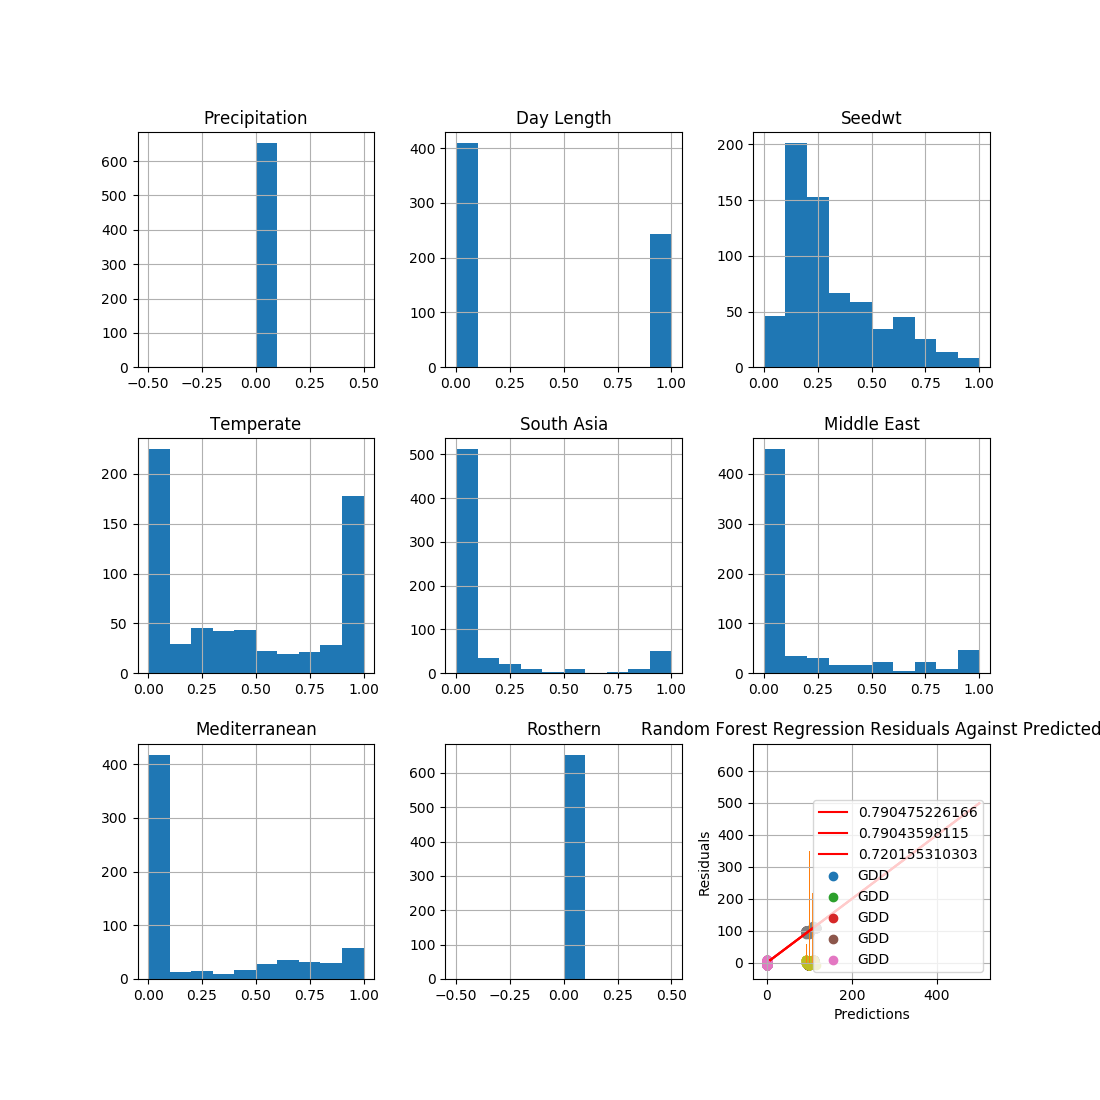 Precipitation
600
500
400
300
200
100
0
−0.50 −0.25 0.00 0.25 0.50
Day Length
400
300
200
100
0
0.00 0.25 0.50 0.75 1.00
Seedwt
200
150
100
50
0
0.00 0.25 0.50 0.75 1.00
Temperate
200
150
100
50
0
0.00 0.25 0.50 0.75 1.00
South Asia
500
400
300
200
100
0
0.00 0.25 0.50 0.75 1.00
Middle East
400
300
200
100
0
0.00 0.25 0.50 0.75 1.00
Mediterranean
400
300
200
100
0
0.00 0.25 0.50 0.75 1.00
Rosthern
600
500
400
300
200
100
0
−0.50 −0.25 0.00 0.25 0.50
Random Forest Regression Residuals Against Predicted
Residuals
600
500
400
300
200
100
0
0.790475226166
0.79043598115
0.720155310303
GDD
GDD
GDD
GDD
GDD
0 200 400
Predictions